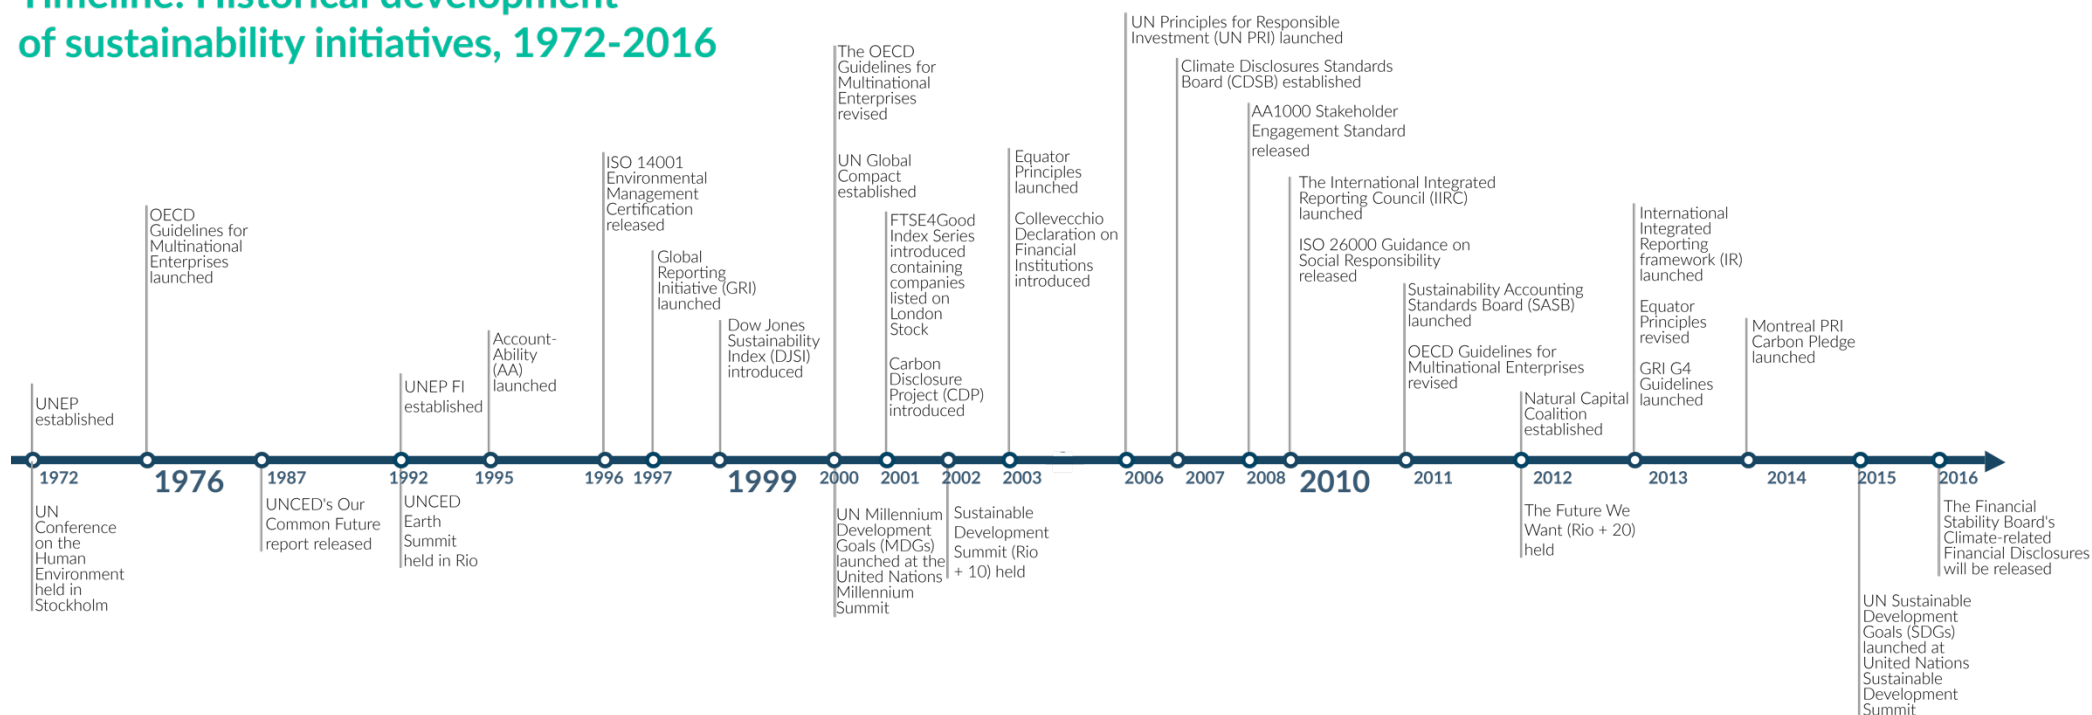 Timeline: Historical development
of sustainability initiatives, 1972-2016
UNEP
established
1972
UN
Conference
on the
Human
Environment
held in
Stockholm
OECD
Guidelines for
Multinational
Enterprises
launched
1976
1987
UNCED's Our
Common Future
report released
UNEP FI
established
1992
UNCED
Earth
Summit
held in Rio
Account-
Ability
(AA)
launched
1995
ISO 14001
Environmental
Management
Certification
released
1996
Global
Reporting
Initiative (GRI)
launched
1997
Dow Jones
Sustainability
Index (DJSI)
introduced
1999
The OECD
Guidelines for
Multinational
Enterprises
revised
UN Global
Compact
established
2000
UN Millennium
Development
Goals (MDGs)
launched at the
United Nations
Millennium
Summit
FTSE4Good
Index Series
introduced
containing
companies
listed on
London
Stock
Carbon
Disclosure
Project (CDP)
introduced
2001
2002
Sustainable
Development
Summit (Rio
+ 10) held
Equator
Principles
launched
Collevecchio
Declaration on
Financial
Institutions
introduced
2003
UN Principles for Responsible
Investment (UN PRI) launched
2006
Climate Disclosures Standards
Board (CDSB) established
2007
AA1000 Stakeholder
Engagement Standard
released
2008
The International Integrated
Reporting Council (IIRC)
launched
ISO 26000 Guidance on
Social Responsibility
released
2010
Sustainability Accounting
Standards Board (SASB)
launched
OECD Guidelines for
Multinational Enterprises
revised
2011
Natural Capital
Coalition
established
2012
The Future We
Want (Rio + 20)
held
International
Integrated
Reporting
framework (IR)
launched
Equator
Principles
revised
GRI G4
Guidelines
launched
2013
Montreal PRI
Carbon Pledge
launched
2014
2015
UN Sustainable
Development
Goals (SDGs)
launched at
United Nations
Sustainable
Development
Summit
2016
The Financial
Stability Board's
Climate-related
Financial Disclosures
will be released